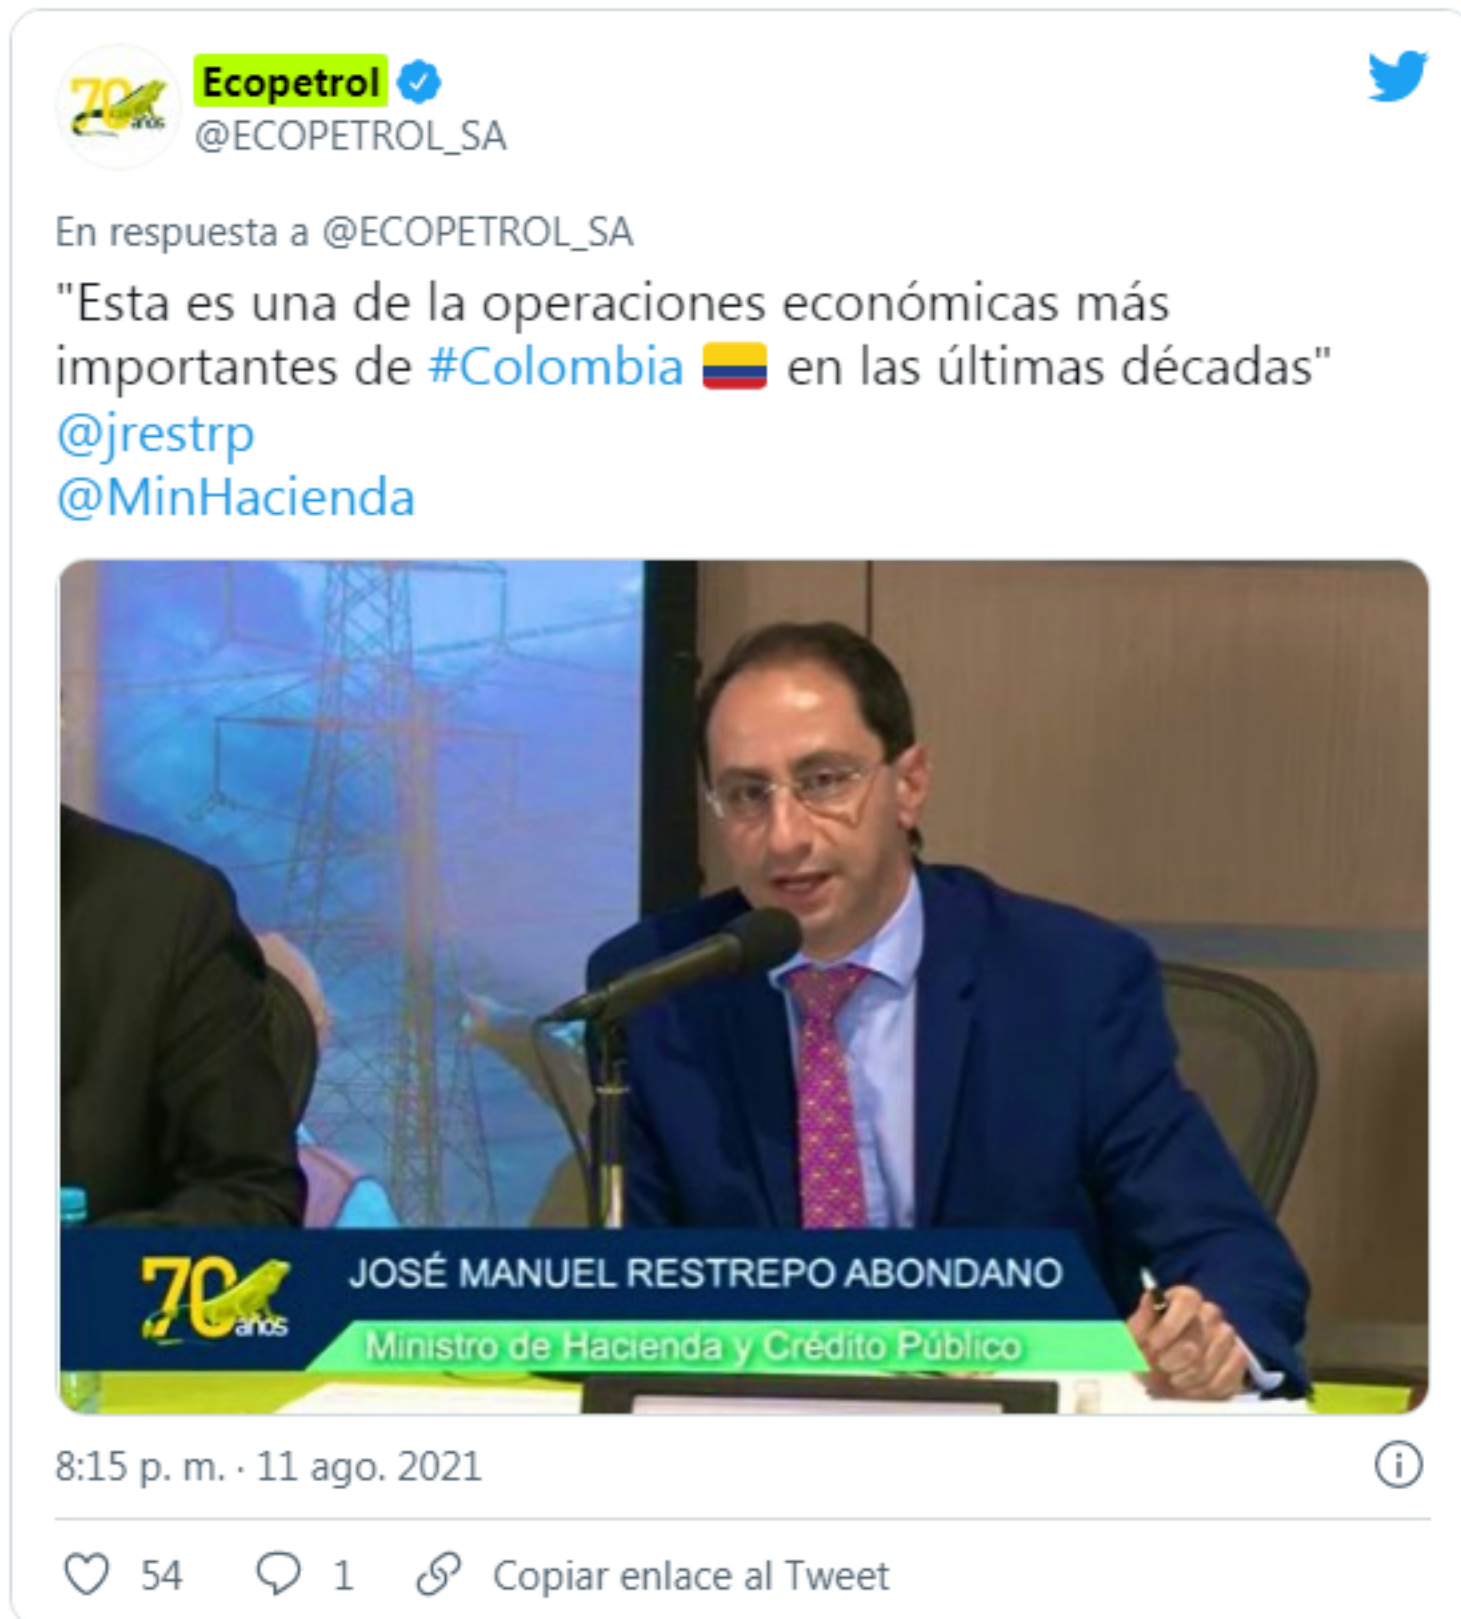 70 años
Ecopetrol
@ECOPETROL_SA
En respuesta a @ECOPETROL_SA
"Esta es una de la operaciones económicas más
importantes de #Colombia 🇨🇴 en las últimas décadas"
@jrestrp
@MinHacienda
70 años
JOSÉ MANUEL RESTREPO ABONDANO
Ministro de Hacienda y Crédito Público
8:15 p. m. · 11 ago. 2021
54 1 Copiar enlace al Tweet